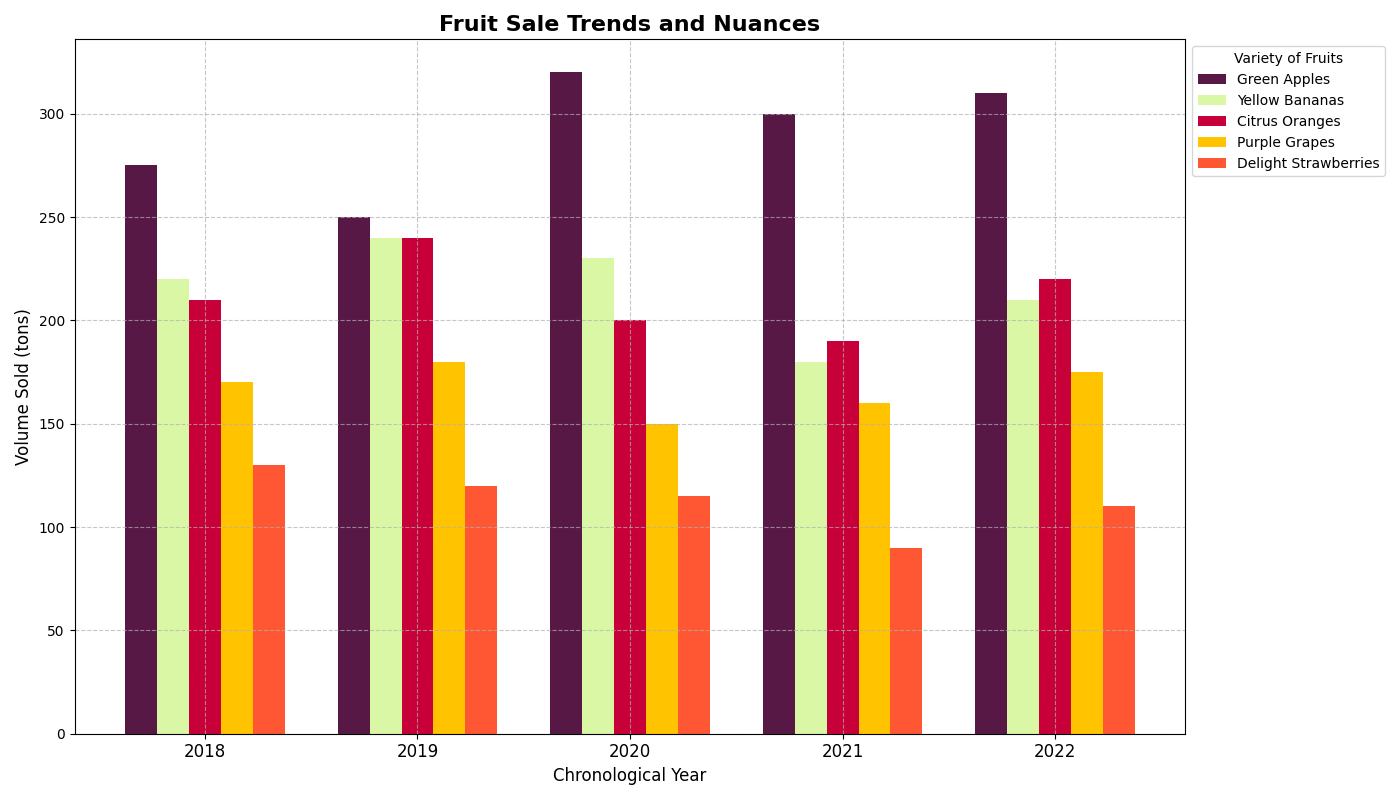 Fruit Sale Trends and Nuances
Variety of Fruits
Green Apples
Yellow Bananas
Citrus Oranges
Purple Grapes
Delight Strawberries
Volume Sold (tons)
300
250
200
150
100
50
0
2018 2019 2020 2021 2022
Chronological Year